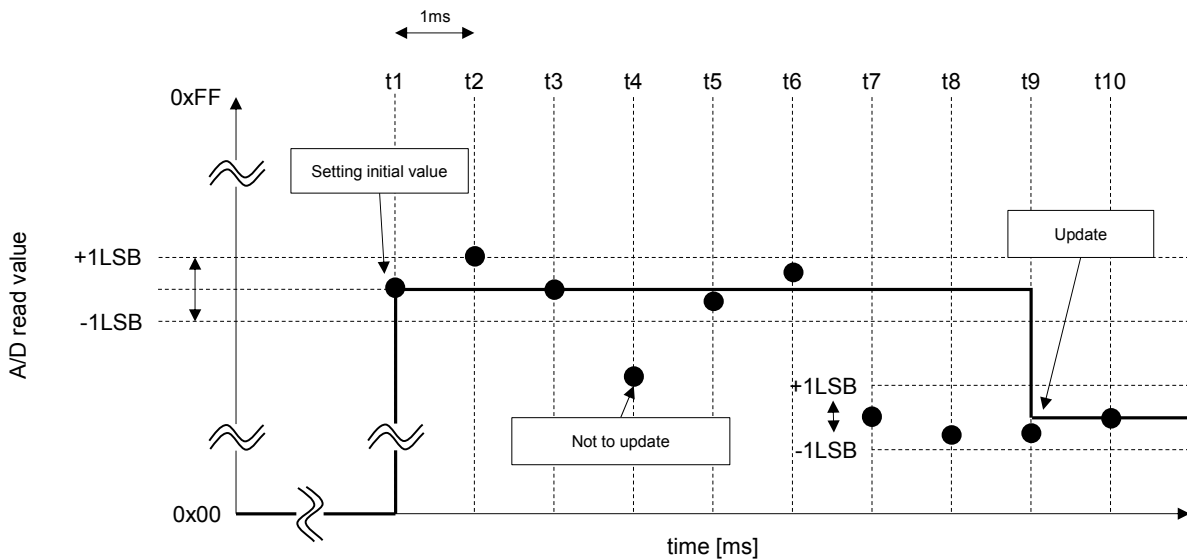 1ms
t1 t2 t3 t4 t5 t6 t7 t8 t9 t10
0xFF
Setting initial value
Update
+1LSB
-1LSB
A/D read value
+1LSB
-1LSB
Not to update
0x00
time [ms]